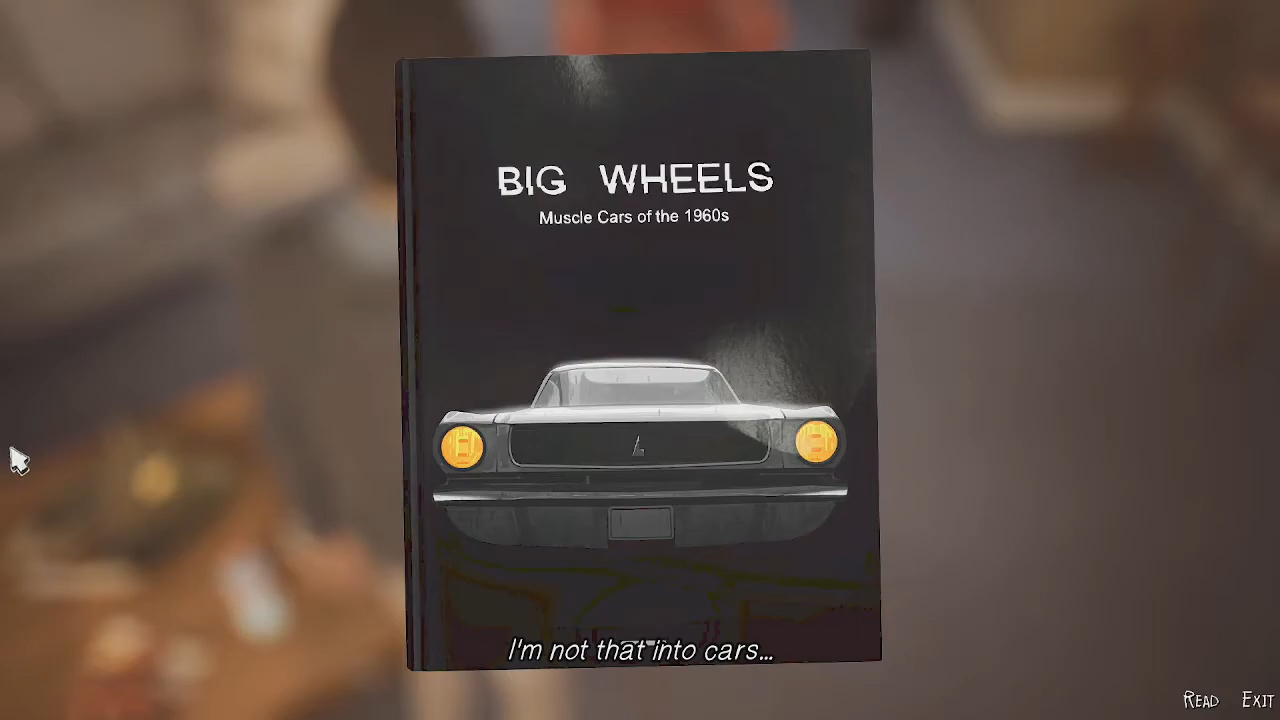 BIG WHEELS
Muscle Cars of the 1960s
I'm not that into cars...
READ EXIT